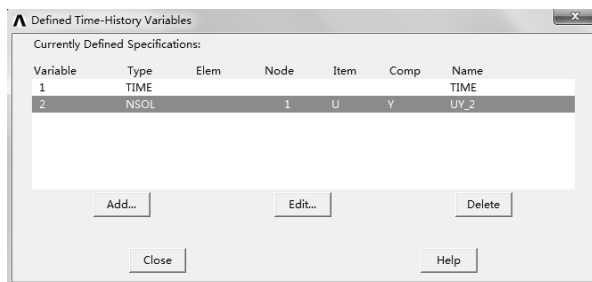 Defined Time-History Variables
Currently Defined Specifications:
Variable Type Elem Node Item Comp Name
1 TIME TIME
2 NSOL 1 U Y UY_2
Add... Edit... Delete
Close Help